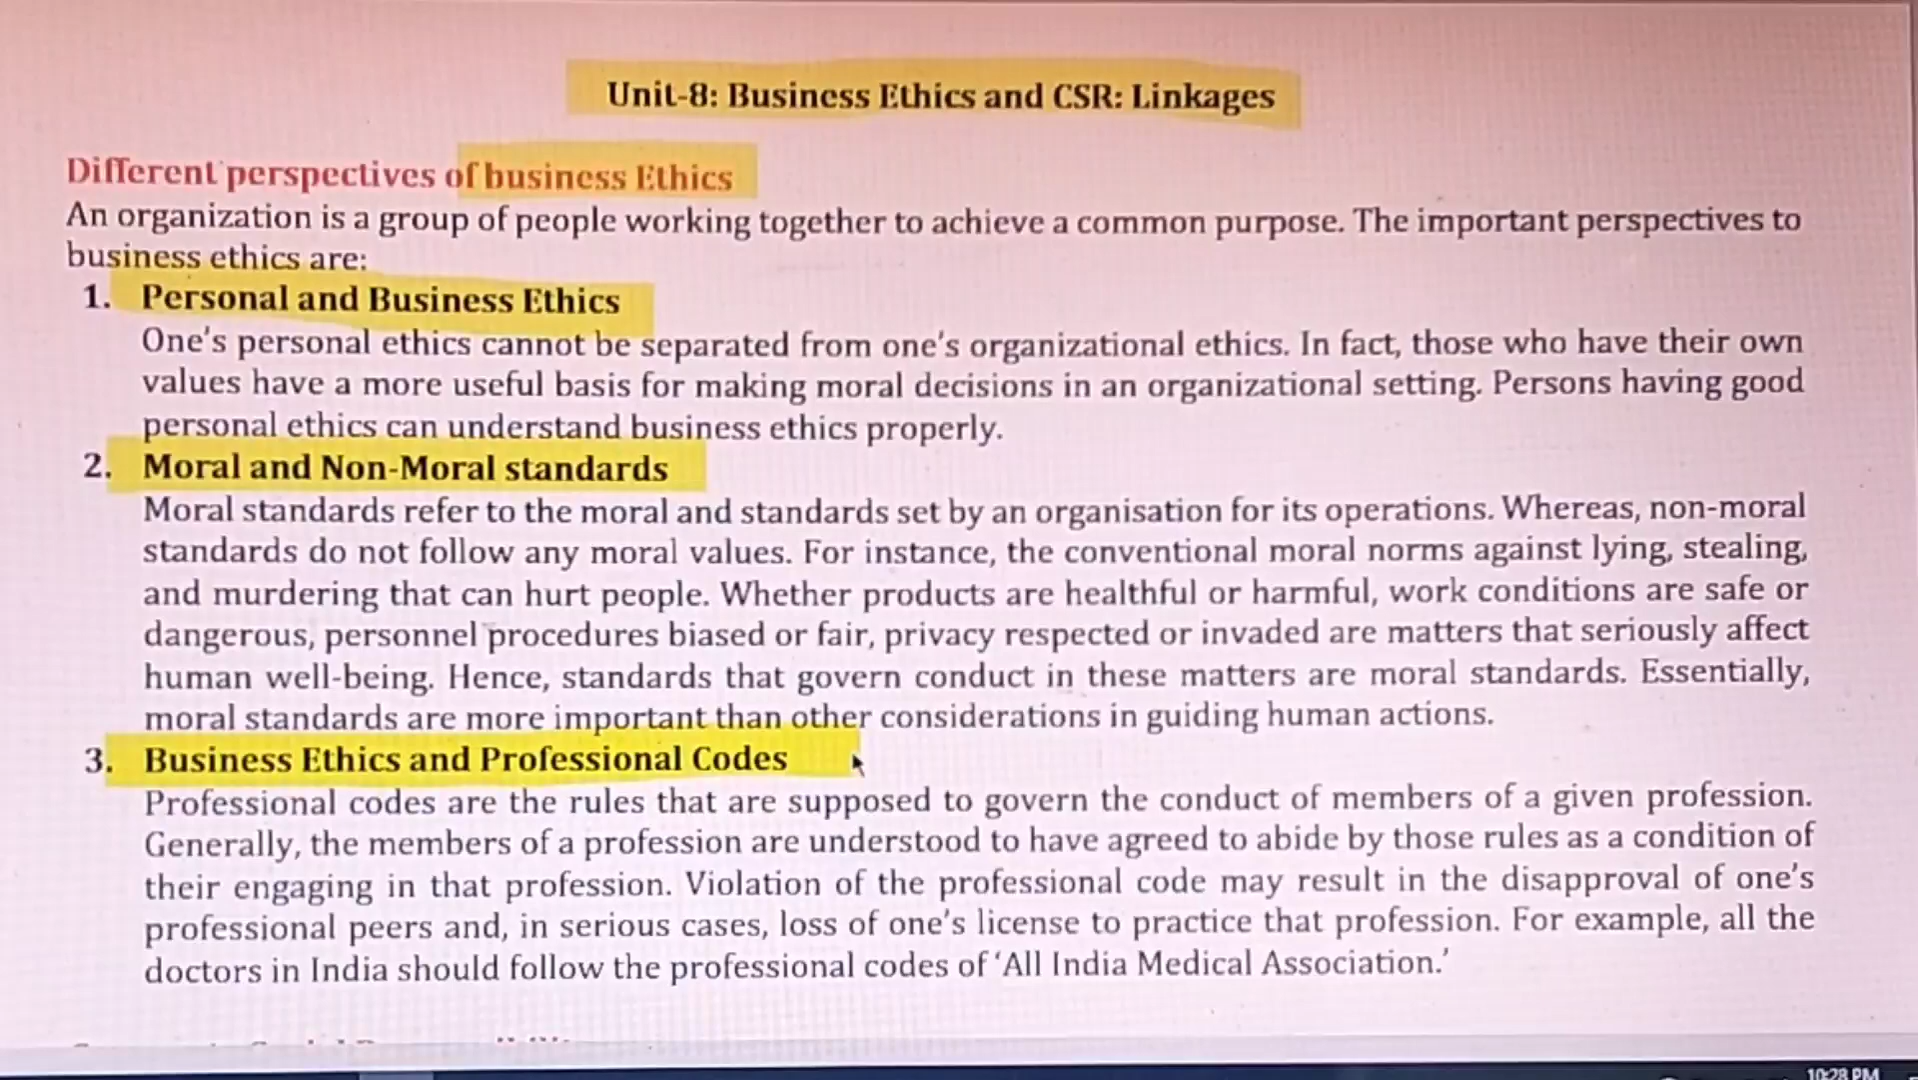 Unit-8: Business Ethics and CSR: Linkages
Different perspectives of business Ethics
An organization is a group of people working together to achieve a common purpose. The important perspectives to
business ethics are:
1. Personal and Business Ethics
One's personal ethics cannot be separated from one's organizational ethics. In fact, those who have their own
values have a more useful basis for making moral decisions in an organizational setting. Persons having good
personal ethics can understand business ethics properly.
2. Moral and Non-Moral standards
Moral standards refer to the moral and standards set by an organisation for its operations. Whereas, non-moral
standards do not follow any moral values. For instance, the conventional moral norms against lying, stealing,
and murdering that can hurt people. Whether products are healthful or harmful, work conditions are safe or
dangerous, personnel procedures biased or fair, privacy respected or invaded are matters that seriously affect
human well-being. Hence, standards that govern conduct in these matters are moral standards. Essentially,
moral standards are more important than other considerations in guiding human actions.
3. Business Ethics and Professional Codes
Professional codes are the rules that are supposed to govern the conduct of members of a given profession.
Generally, the members of a profession are understood to have agreed to abide by those rules as a condition of
their engaging in that profession. Violation of the professional code may result in the disapproval of one's
professional peers and, in serious cases, loss of one's license to practice that profession. For example, all the
doctors in India should follow the professional codes of 'All India Medical Association.'
10:28 PM